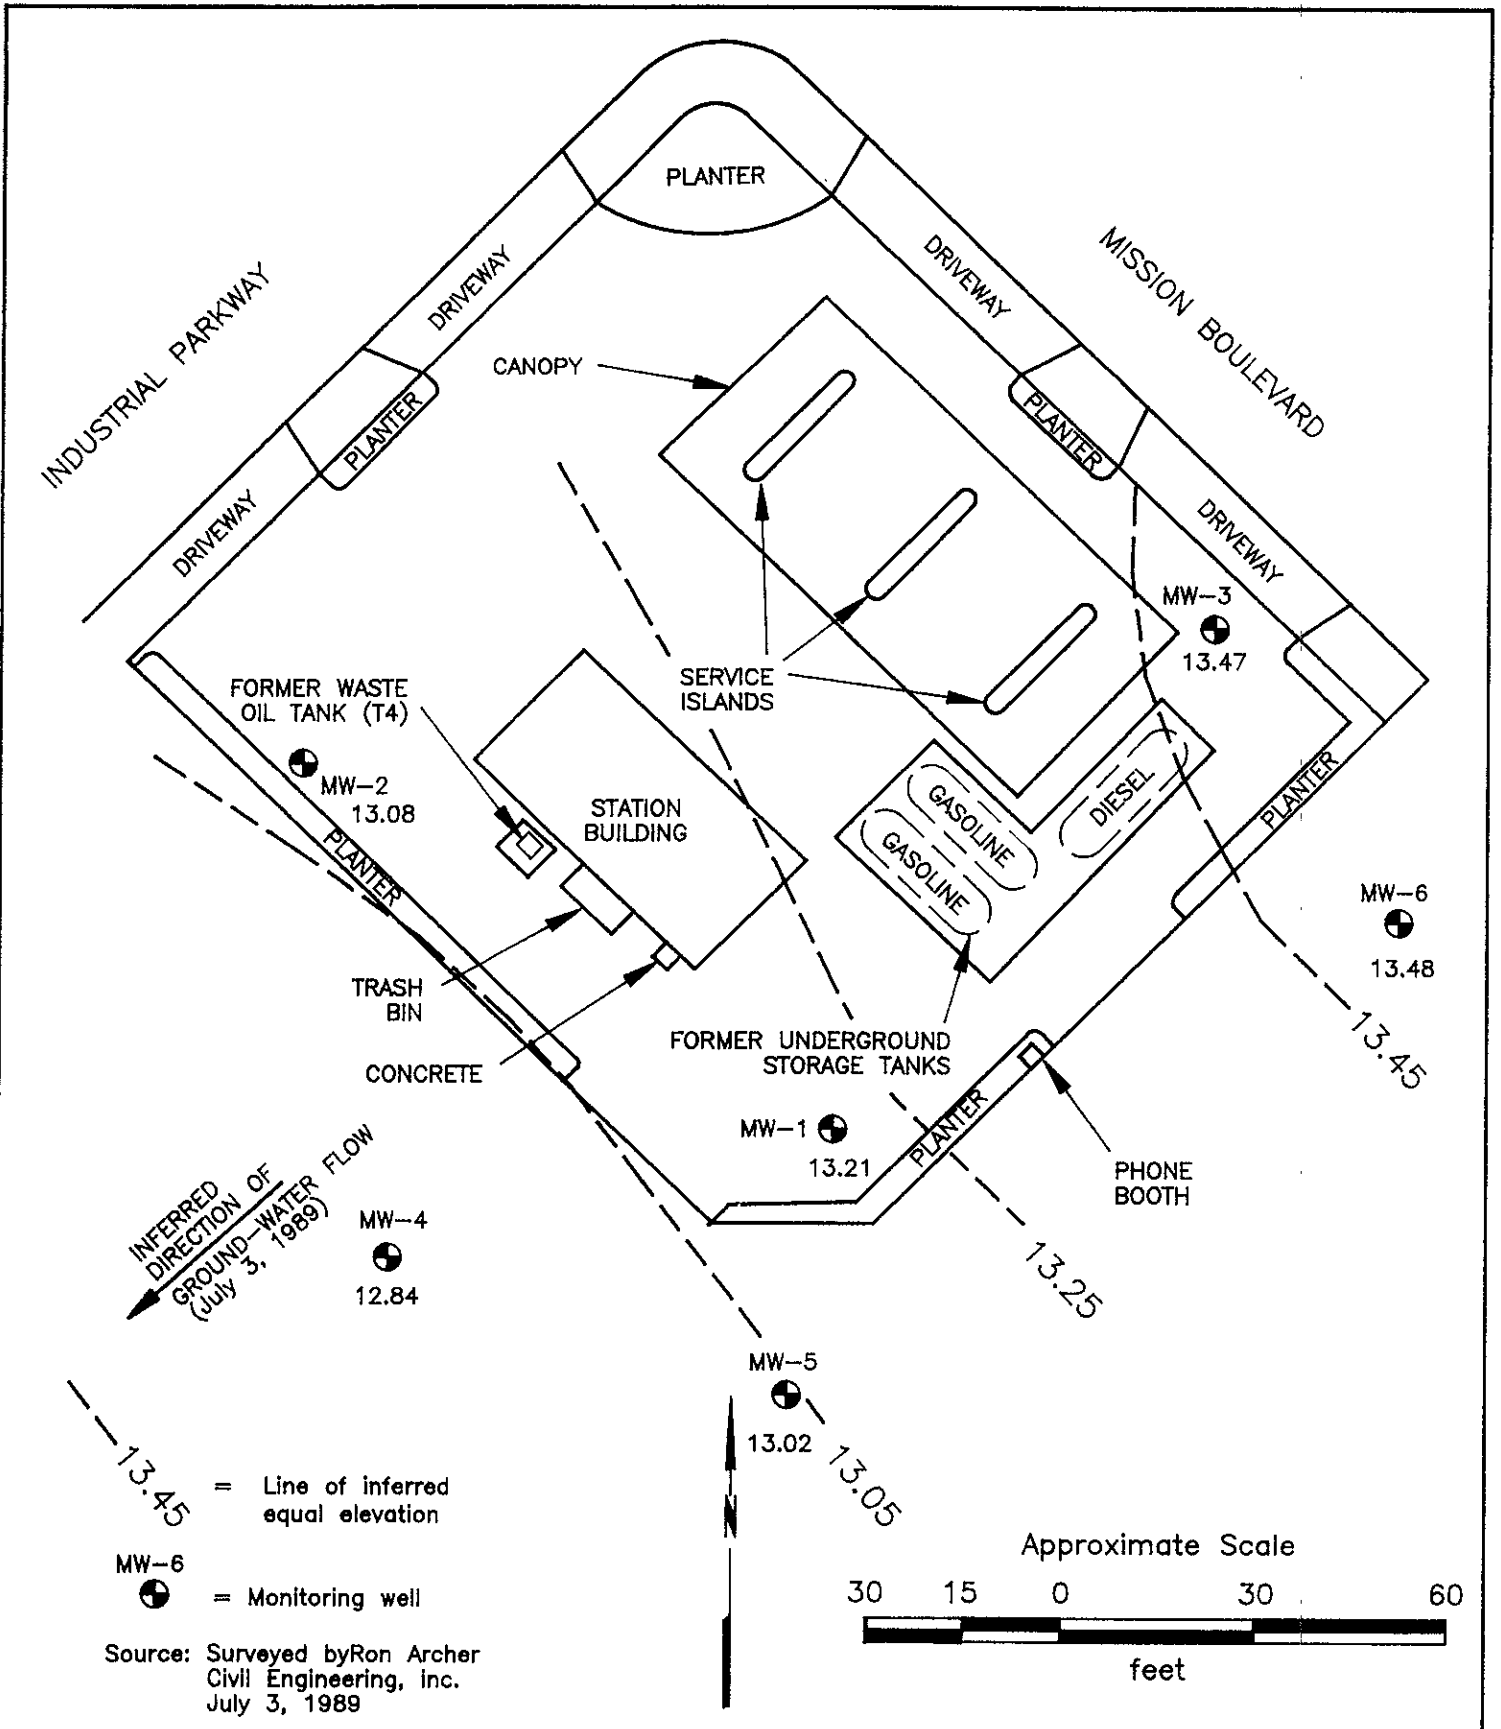 PLANTER
DRIVEWAY
DRIVEWAY
MISSION BOULEVARD
INDUSTRIAL PARKWAY
CANOPY
PLANTER
PLANTER
DRIVEWAY
DRIVEWAY
MW-3
13.47
SERVICE
ISLANDS
FORMER WASTE
OIL TANK (T4)
MW-2
13.08
STATION
BUILDING
GASOLINE
GASOLINE
DIESEL
PLANTER
PLANTER
MW-6
13.48
TRASH
BIN
CONCRETE
FORMER UNDERGROUND
STORAGE TANKS
13.45
MW-1
13.21
PLANTER
PHONE
BOOTH
INFERRED
DIRECTION OF
GROUND-WATER FLOW
(July 3, 1989)
MW-4
12.84
13.25
MW-5
13.02
13.05
N
13.45
= Line of inferred
equal elevation
MW-6
= Monitoring well
Source: Surveyed byRon Archer
Civil Engineering, Inc.
July 3, 1989
Approximate Scale
30 15 0 30 60
feet